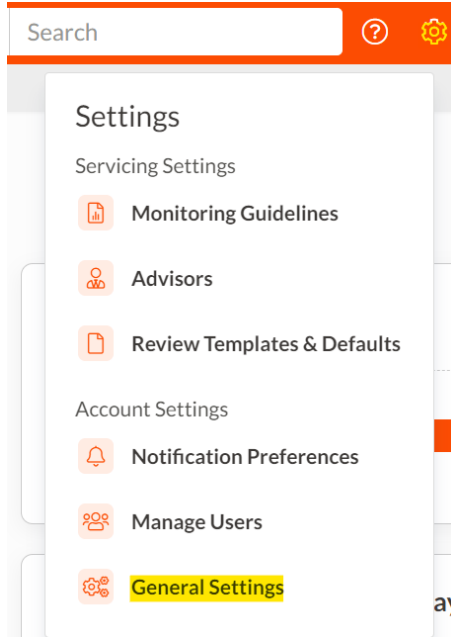 Search
Settings
Servicing Settings
Monitoring Guidelines
Advisors
Review Templates & Defaults
Account Settings
Notification Preferences
Manage Users
General Settings